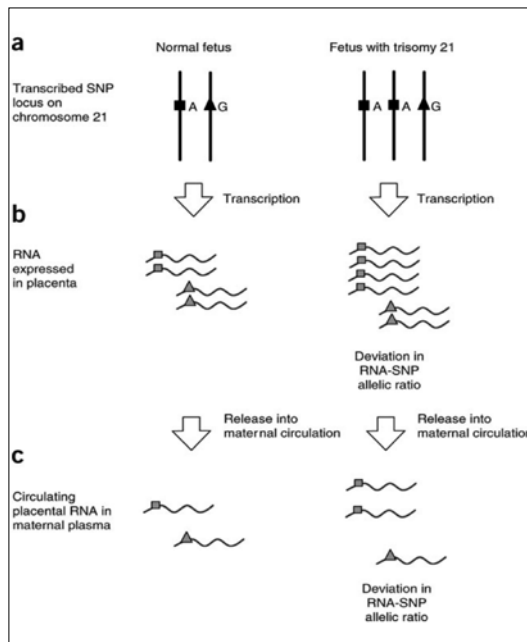 a
Normal fetus
Fetus with trisomy 21
Transcribed SNP
locus on
chromosome 21
A
G
A
A
G
Transcription
Transcription
b
RNA
expressed
in placenta
Deviation in
RNA-SNP
allelic ratio
Release into
maternal circulation
Release into
maternal circulation
c
Circulating
placental RNA in
maternal plasma
Deviation in
RNA-SNP
allelic ratio